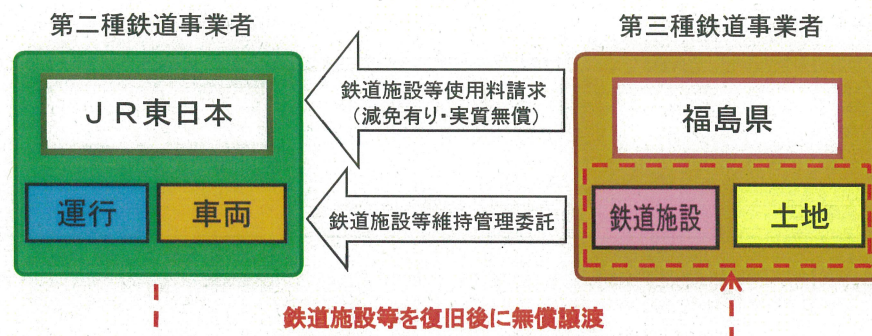 第二種鉄道事業者
第三種鉄道事業者
ＪＲ東日本
鉄道施設等使用料請求
（減免有り・実質無償）
福島県
運行
車両
鉄道施設等維持管理委託
鉄道施設
土地
鉄道施設等を復旧後に無償譲渡